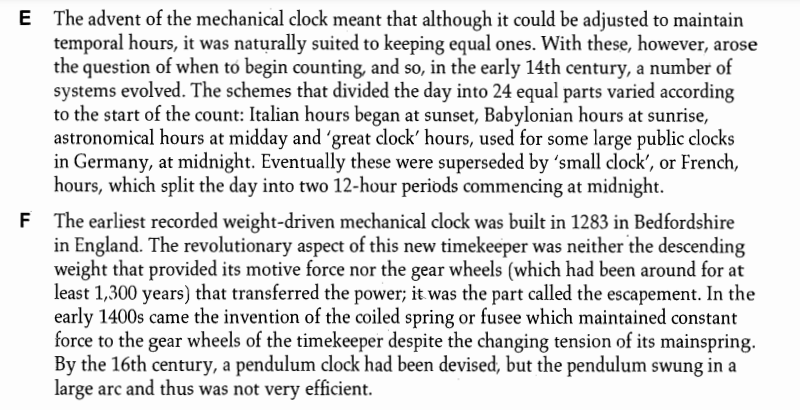 E The advent of the mechanical clock meant that although it could be adjusted to maintain
temporal hours, it was naturally suited to keeping equal ones. With these, however, arose
the question of when to begin counting, and so, in the early 14th century, a number of
systems evolved. The schemes that divided the day into 24 equal parts varied according
to the start of the count: Italian hours began at sunset, Babylonian hours at sunrise,
astronomical hours at midday and ‘great clock’ hours, used for some large public clocks
in Germany, at midnight. Eventually these were superseded by ‘small clock’, or French,
hours, which split the day into two 12-hour periods commencing at midnight.
F The earliest recorded weight-driven mechanical clock was built in 1283 in Bedfordshire
in England. The revolutionary aspect of this new timekeeper was neither the descending
weight that provided its motive force nor the gear wheels (which had been around for at
least 1,300 years) that transferred the power; it was the part called the escapement. In the
early 1400s came the invention of the coiled spring or fusee which maintained constant
force to the gear wheels of the timekeeper despite the changing tension of its mainspring.
By the 16th century, a pendulum clock had been devised, but the pendulum swung in a
large arc and thus was not very efficient.